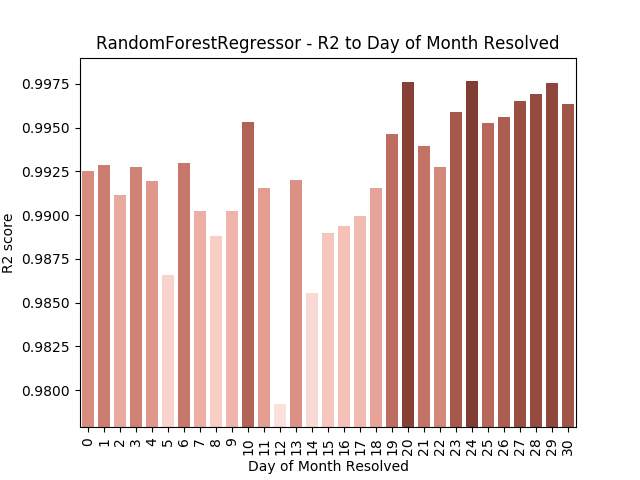 RandomForestRegressor - R2 to Day of Month Resolved
0.9975
0.9950
0.9925
0.9900
0.9875
0.9850
0.9825
0.9800
R2 score
0 1 2 3 4 5 6 7 8 9 10 11 12 13 14 15 16 17 18 19 20 21 22 23 24 25 26 27 28 29 30
Day of Month Resolved